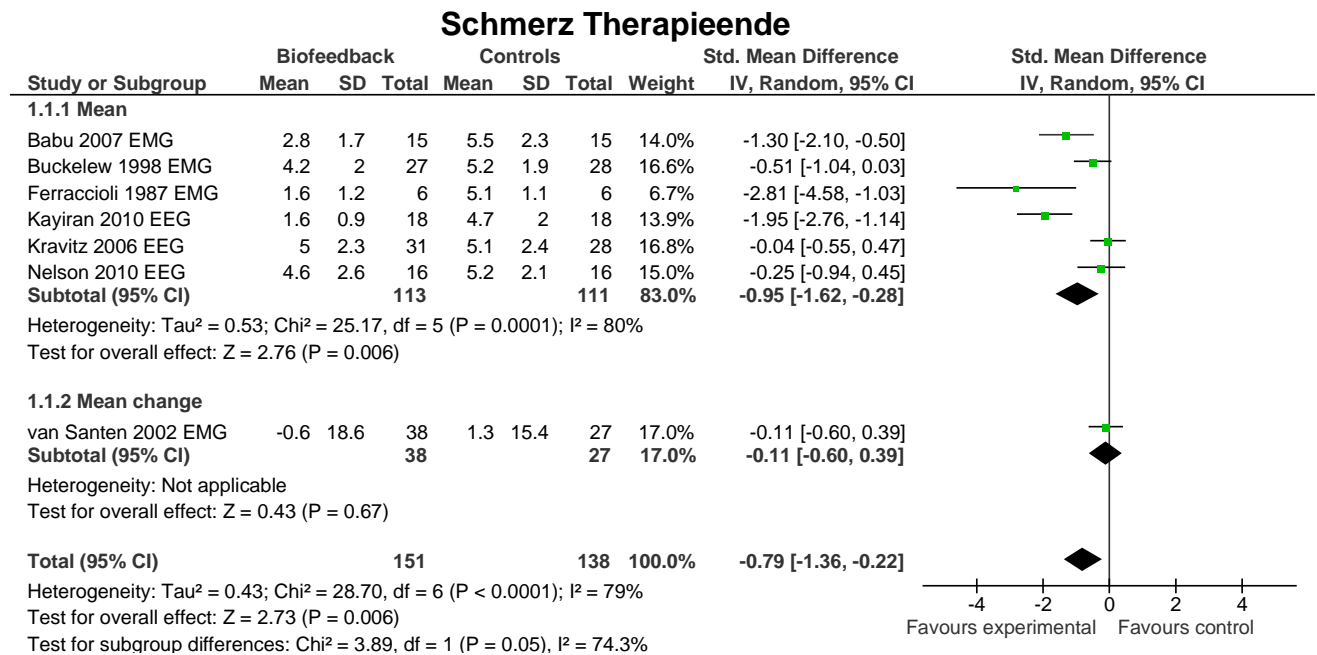 Schmerz Therapieende
Biofeedback Controls Std. Mean Difference Std. Mean Difference
Study or Subgroup Mean SD Total Mean SD Total Weight IV, Random, 95% CI IV, Random, 95% CI
1.1.1 Mean
Babu 2007 EMG 2.8 1.7 15 5.5 2.3 15 14.0% -1.30 [-2.10, -0.50]
Buckelew 1998 EMG 4.2 2 27 5.2 1.9 28 16.6% -0.51 [-1.04, 0.03]
Ferraccioli 1987 EMG 1.6 1.2 6 5.1 1.1 6 6.7% -2.81 [-4.58, -1.03]
Kayiran 2010 EEG 1.6 0.9 18 4.7 2 18 13.9% -1.95 [-2.76, -1.14]
Kravitz 2006 EEG 5 2.3 31 5.1 2.4 28 16.8% -0.04 [-0.55, 0.47]
Nelson 2010 EEG 4.6 2.6 16 5.2 2.1 16 15.0% -0.25 [-0.94, 0.45]
Subtotal (95% CI) 113 111 83.0% -0.95 [-1.62, -0.28]
Heterogeneity: Tau² = 0.53; Chi² = 25.17, df = 5 (P = 0.0001); I² = 80%
Test for overall effect: Z = 2.76 (P = 0.006)
1.1.2 Mean change
van Santen 2002 EMG -0.6 18.6 38 1.3 15.4 27 17.0% -0.11 [-0.60, 0.39]
Subtotal (95% CI) 38 27 17.0% -0.11 [-0.60, 0.39]
Heterogeneity: Not applicable
Test for overall effect: Z = 0.43 (P = 0.67)
Total (95% CI) 151 138 100.0% -0.79 [-1.36, -0.22]
Heterogeneity: Tau² = 0.43; Chi² = 28.70, df = 6 (P < 0.0001); I² = 79%
Test for overall effect: Z = 2.73 (P = 0.006)
Test for subgroup differences: Chi² = 3.89, df = 1 (P = 0.05), I² = 74.3%
-4 -2 0 2 4
Favours experimental Favours control